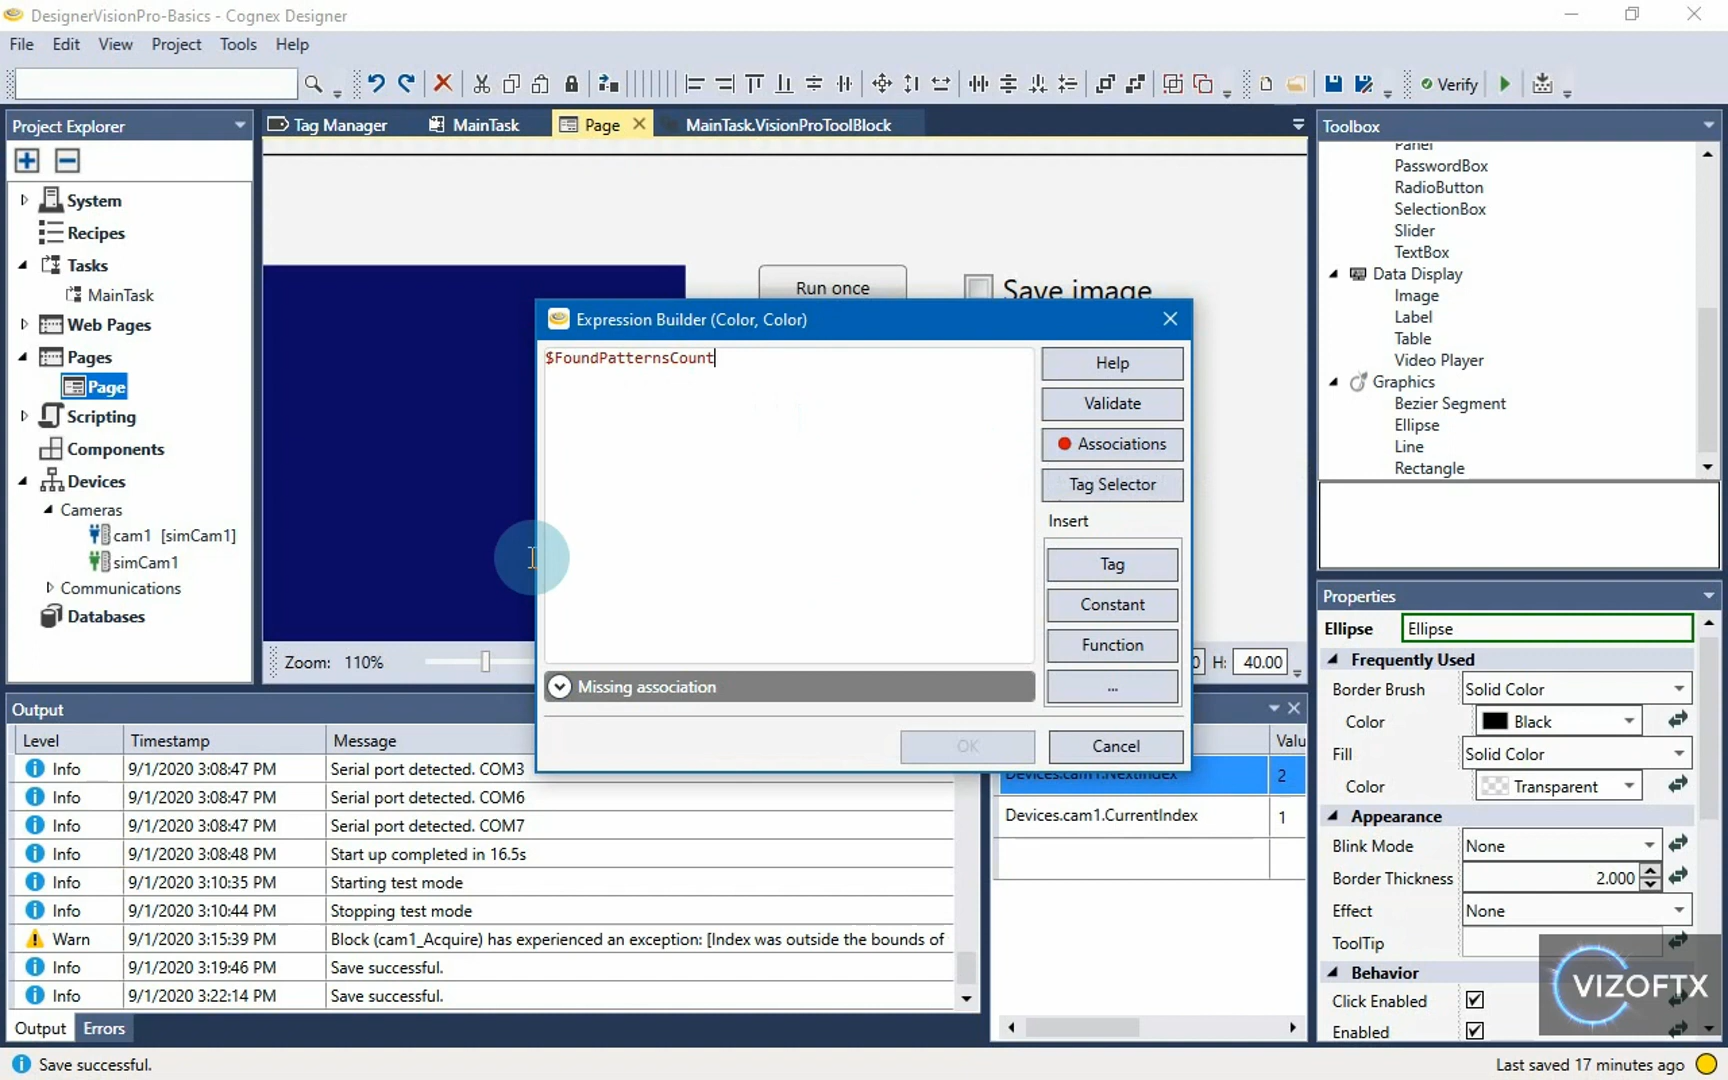 DesignerVisionPro-Basics - Cognex Designer
File Edit View Project Tools Help
Verify
Project Explorer
System
Recipes
Tasks
MainTask
Web Pages
Pages
Page
Scripting
Components
Devices
Cameras
cam1 [simCam1]
simCam1
Communications
Databases
Tag Manager MainTask Page MainTask.VisionProToolBlock
Run once Save image
Zoom: 110%
H: 40.00
Expression Builder (Color, Color)
$FoundPatternsCount
Help
Validate
Associations
Tag Selector
Insert
Tag
Constant
Function
...
Missing association
OK Cancel
Toolbox
Panel
PasswordBox
RadioButton
SelectionBox
Slider
TextBox
Data Display
Image
Label
Table
Video Player
Graphics
Bezier Segment
Ellipse
Line
Rectangle
Properties
Ellipse Ellipse
Frequently Used
Border Brush Solid Color
Color Black
Fill Solid Color
Color Transparent
Appearance
Blink Mode None
Border Thickness 2.000
Effect None
ToolTip
Behavior
Click Enabled
Enabled
VIZOFTX
Output
Level Timestamp Message
Info 9/1/2020 3:08:47 PM Serial port detected. COM3
Info 9/1/2020 3:08:47 PM Serial port detected. COM6
Info 9/1/2020 3:08:47 PM Serial port detected. COM7
Info 9/1/2020 3:08:48 PM Start up completed in 16.5s
Info 9/1/2020 3:10:35 PM Starting test mode
Info 9/1/2020 3:10:44 PM Stopping test mode
Warn 9/1/2020 3:15:39 PM Block (cam1_Acquire) has experienced an exception: [Index was outside the bounds of
Info 9/1/2020 3:19:46 PM Save successful.
Info 9/1/2020 3:22:14 PM Save successful.
Output Errors
Valu
Devices.cam1.NextIndex 2
Devices.cam1.CurrentIndex 1
Save successful.
Last saved 17 minutes ago